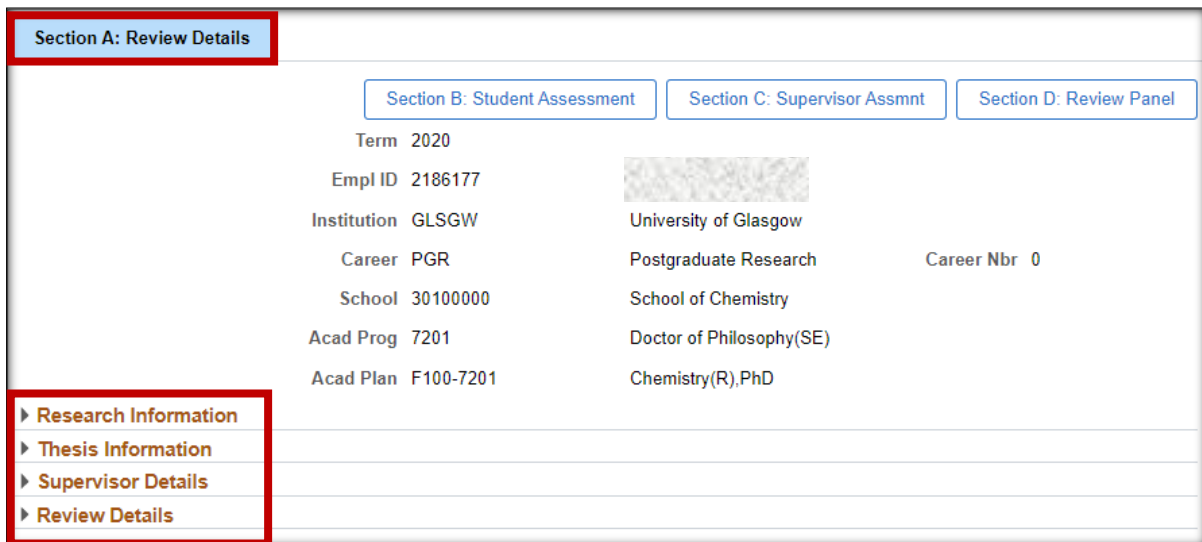 Section A: Review Details
Section B: Student Assessment Section C: Supervisor Assmnt Section D: Review Panel
Term 2020
Empl ID 2186177
Institution GLSGW University of Glasgow
Career PGR Postgraduate Research Career Nbr 0
School 30100000 School of Chemistry
Acad Prog 7201 Doctor of Philosophy(SE)
Acad Plan F100-7201 Chemistry(R),PhD
Research Information
Thesis Information
Supervisor Details
Review Details